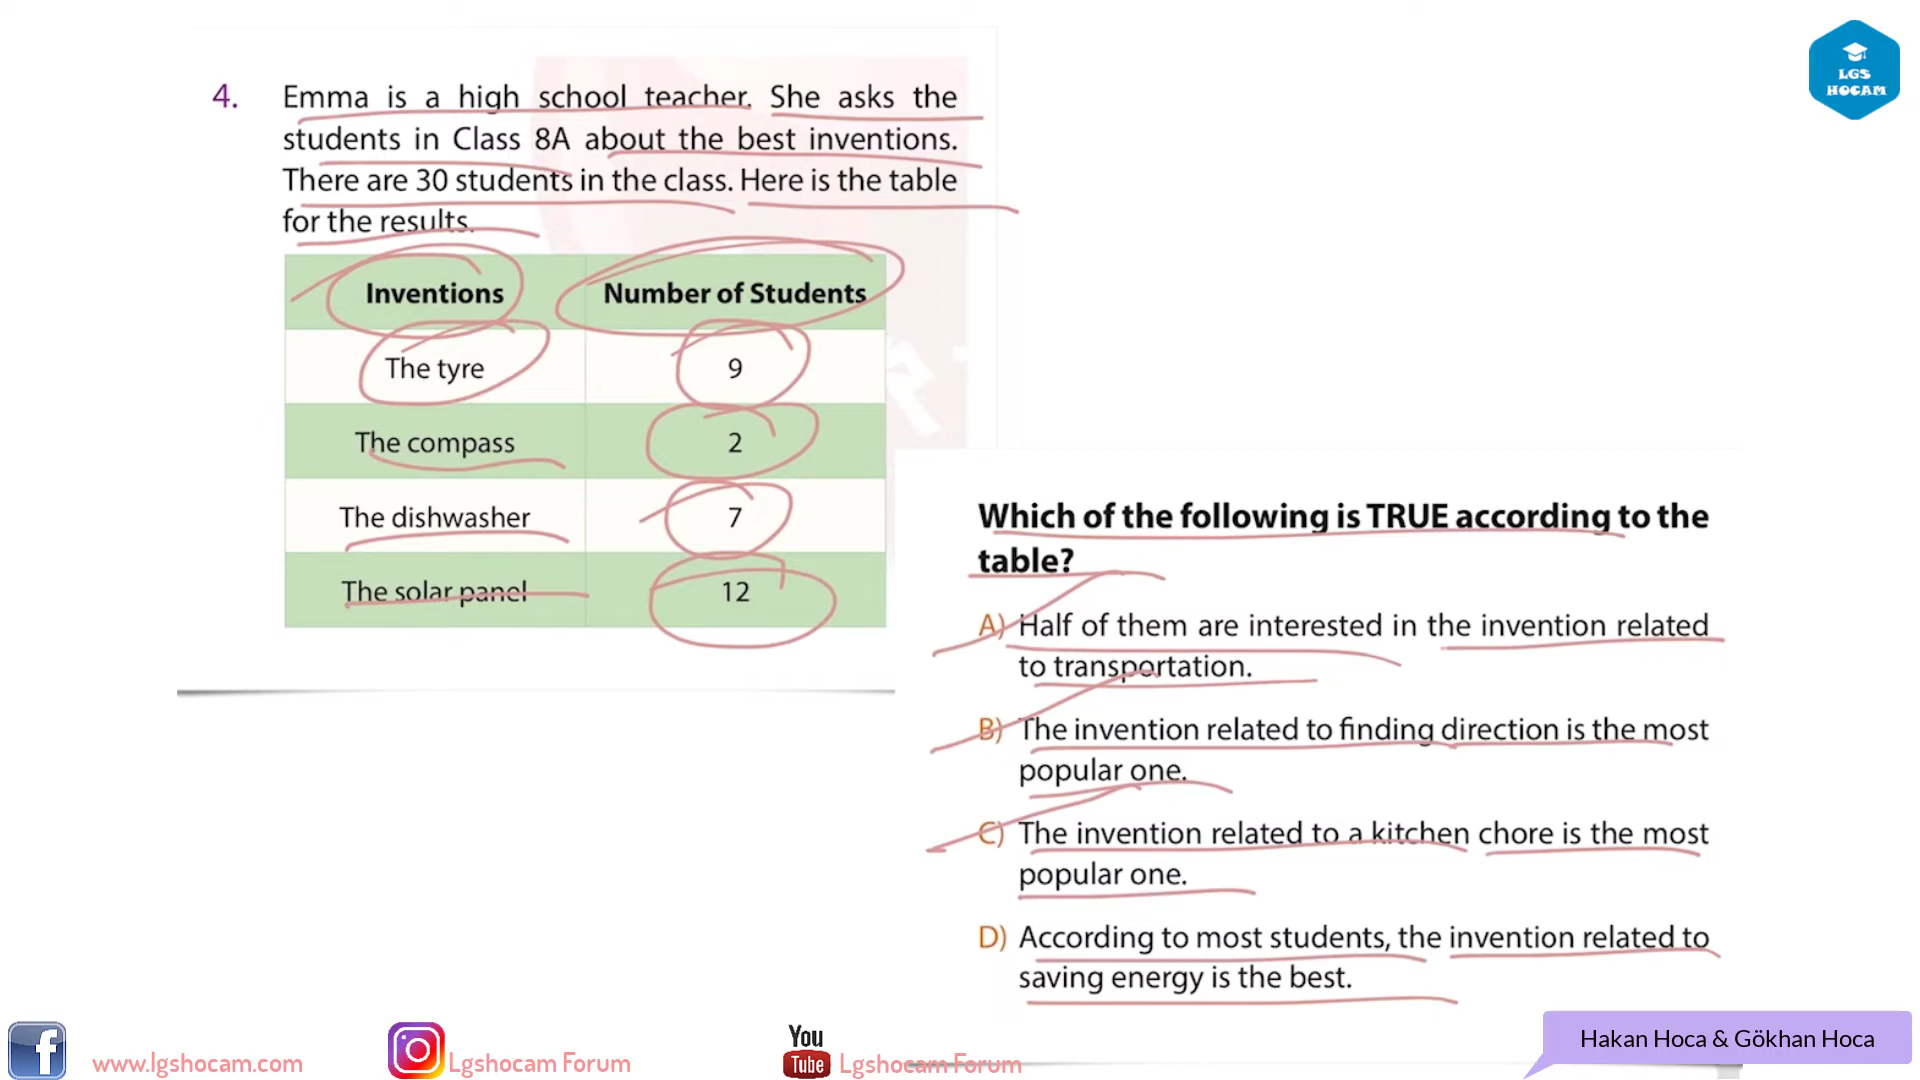 LGS
HOCAM
4. Emma is a high school teacher. She asks the
students in Class 8A about the best inventions.
There are 30 students in the class. Here is the table
for the results.
Inventions Number of Students
The tyre 9
The compass 2
The dishwasher 7
The solar panel 12
Which of the following is TRUE according to the
table?
A) Half of them are interested in the invention related
to transportation.
B) The invention related to finding direction is the most
popular one.
C) The invention related to a kitchen chore is the most
popular one.
D) According to most students, the invention related to
saving energy is the best.
www.lgshocam.com
Lgshocam Forum
You
Tube
Lgshocam Forum
Hakan Hoca & Gökhan Hoca